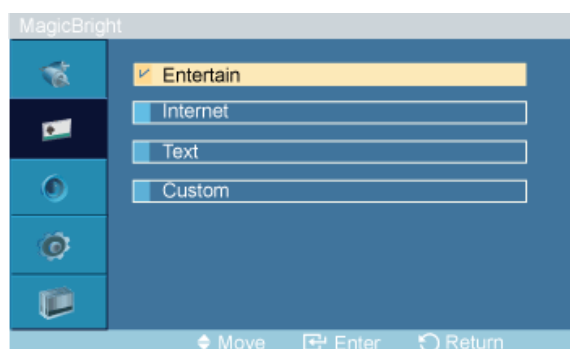 MagicBright
Entertain
Internet
Text
Custom
Move Enter Return